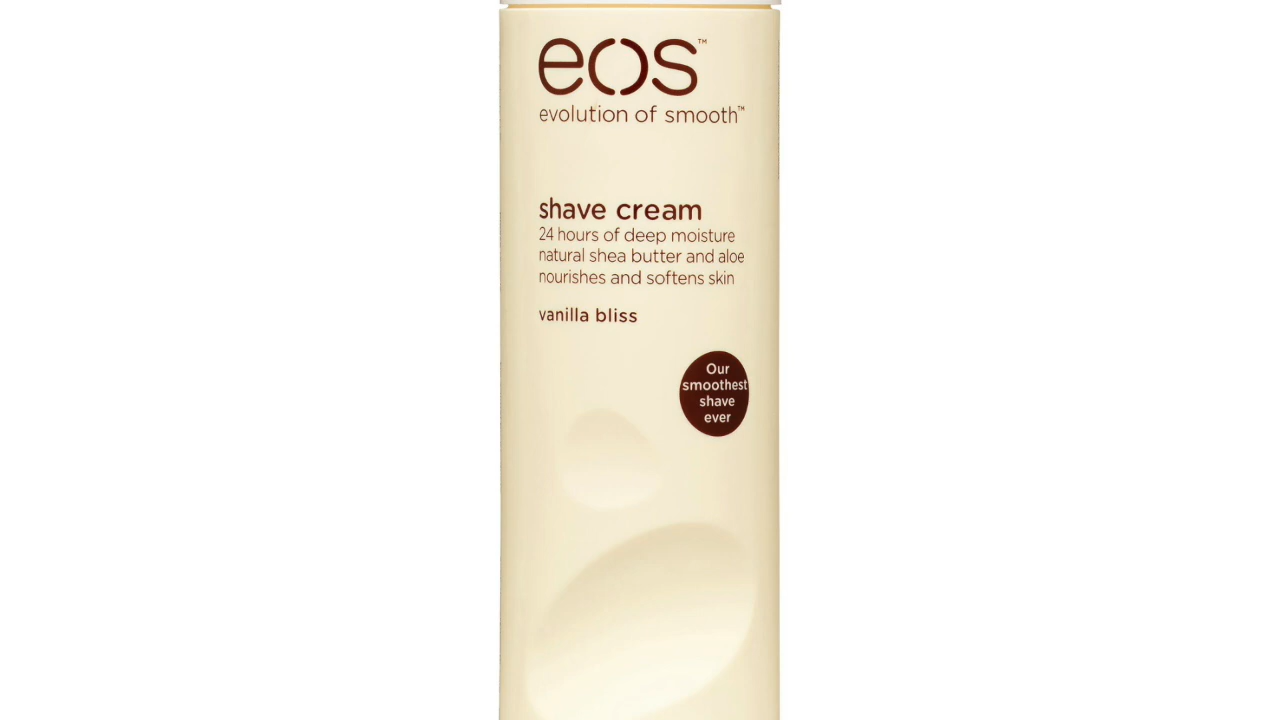 eos™
evolution of smooth™
shave cream
24 hours of deep moisture
natural shea butter and aloe
nourishes and softens skin
vanilla bliss
Our
smoothest
shave
ever